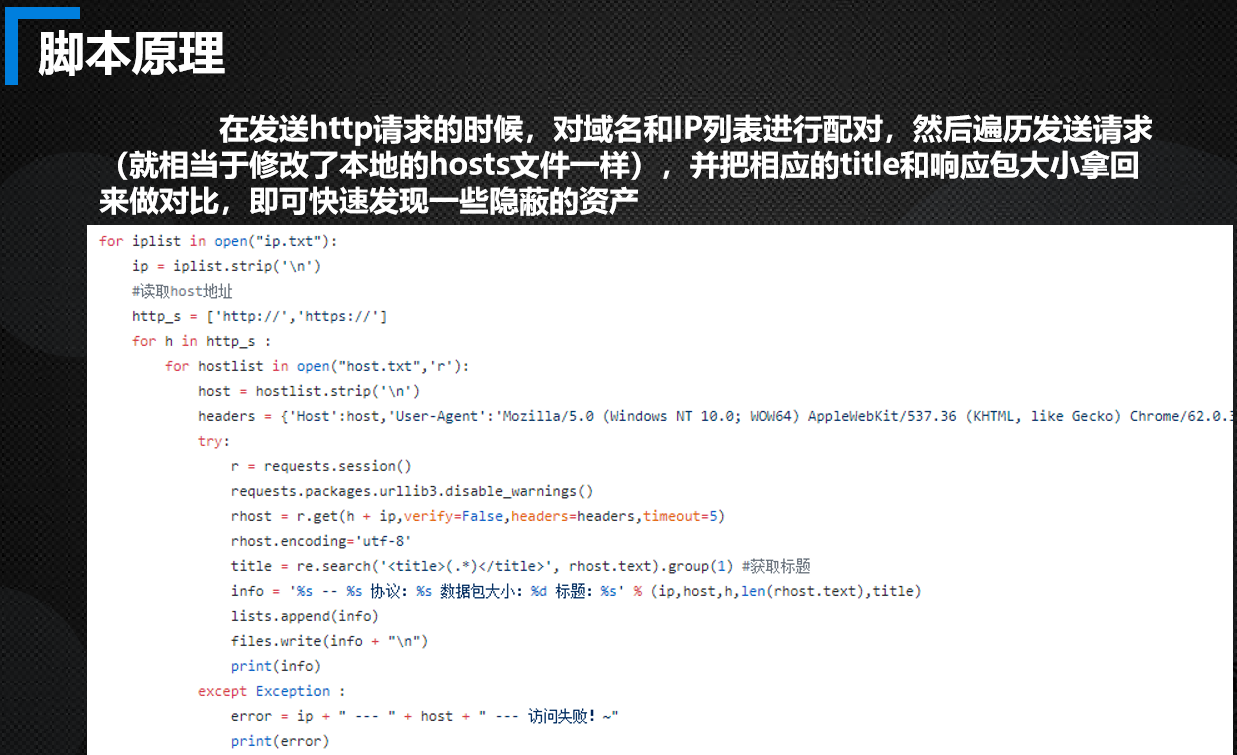 脚本原理
在发送http请求的时候，对域名和IP列表进行配对，然后遍历发送请求
（就相当于修改了本地的hosts文件一样），并把相应的title和响应包大小拿回
来做对比，即可快速发现一些隐蔽的资产
for iplist in open("ip.txt"):
    ip = iplist.strip('\n')
    #读取host地址
    http_s = ['http://','https://']
    for h in http_s :
        for hostlist in open("host.txt",'r'):
            host = hostlist.strip('\n')
            headers = {'Host':host,'User-Agent':'Mozilla/5.0 (Windows NT 10.0; WOW64) AppleWebKit/537.36 (KHTML, like Gecko) Chrome/62.0.3
            try:
                r = requests.session()
                requests.packages.urllib3.disable_warnings()
                rhost = r.get(h + ip,verify=False,headers=headers,timeout=5)
                rhost.encoding='utf-8'
                title = re.search('<title>(.*)</title>', rhost.text).group(1) #获取标题
                info = '%s -- %s 协议：%s 数据包大小：%d 标题：%s' % (ip,host,h,len(rhost.text),title)
                lists.append(info)
                files.write(info + "\n")
                print(info)
            except Exception :
                error = ip + " --- " + host + " --- 访问失败！~"
                print(error)